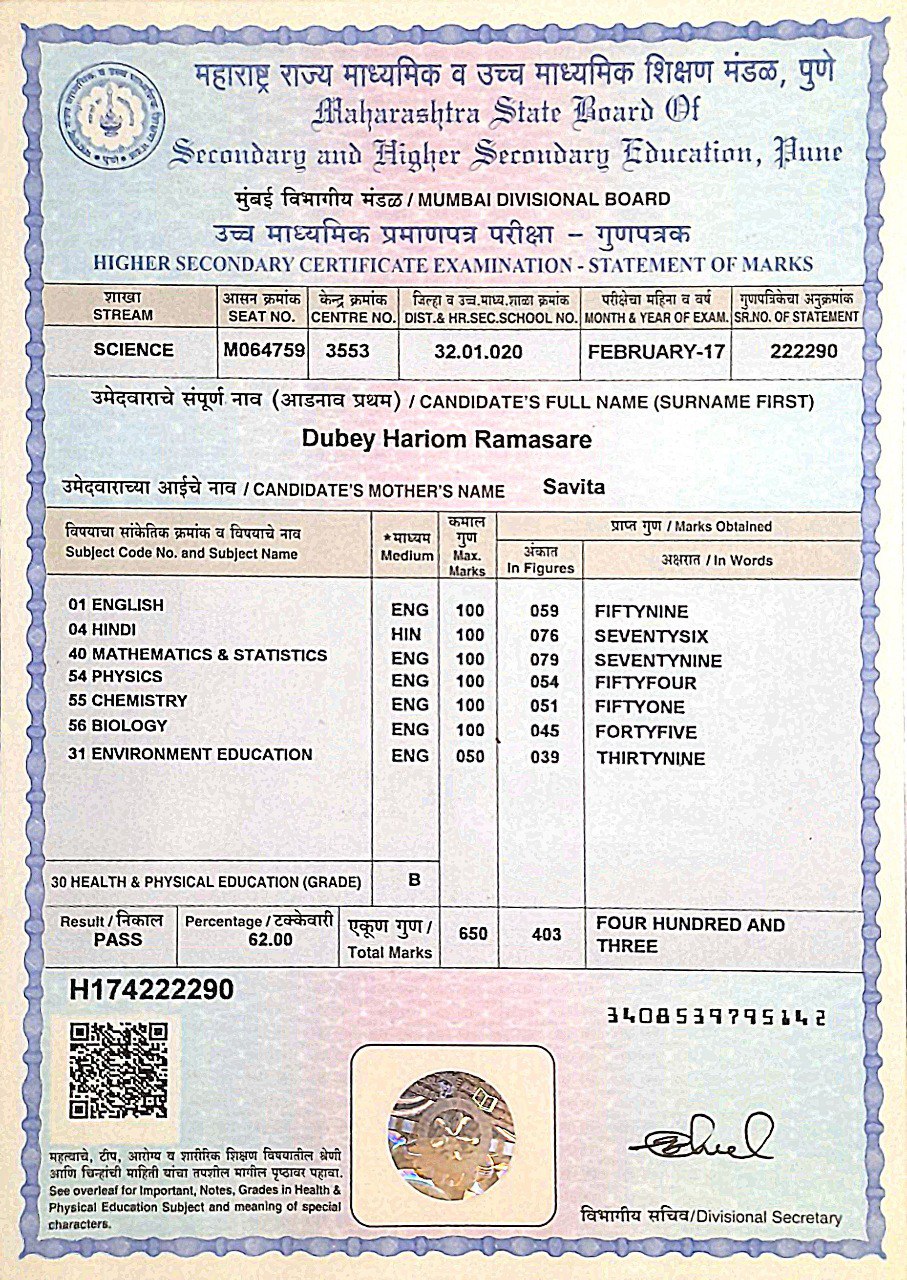 महाराष्ट्र राज्य माध्यमिक व उच्च माध्यमिक शिक्षण मंडळ, पुणे
Maharashtra State Board Of
Secondary and Higher Secondary Education, Pune
मुंबई विभागीय मंडळ / MUMBAI DIVISIONAL BOARD
उच्च माध्यमिक प्रमाणपत्र परीक्षा – गुणपत्रक
HIGHER SECONDARY CERTIFICATE EXAMINATION - STATEMENT OF MARKS
शाखा आसन क्रमांक केन्द्र क्रमांक जिल्हा व उच्च.माध्य.शाळा क्रमांक परीक्षेचा महिना व वर्ष गुणपत्रिकेचा अनुक्रमांक
STREAM SEAT NO. CENTRE NO. DIST.& HR.SEC.SCHOOL NO. MONTH & YEAR OF EXAM. SR.NO. OF STATEMENT
SCIENCE M064759 3553 32.01.020 FEBRUARY-17 222290
उमेदवाराचे संपूर्ण नाव (आडनाव प्रथम) / CANDIDATE'S FULL NAME (SURNAME FIRST)
Dubey Hariom Ramasare
उमेदवाराच्या आईचे नाव / CANDIDATE'S MOTHER'S NAME Savita
विषयाचा सांकेतिक क्रमांक व विषयाचे नाव
Subject Code No. and Subject Name
*माध्यम
Medium
कमाल
गुण
Max.
Marks
प्राप्त गुण / Marks Obtained
अंकात
In Figures
अक्षरात / In Words
01 ENGLISH ENG 100 059 FIFTYNINE
04 HINDI HIN 100 076 SEVENTYSIX
40 MATHEMATICS & STATISTICS ENG 100 079 SEVENTYNINE
54 PHYSICS ENG 100 054 FIFTYFOUR
55 CHEMISTRY ENG 100 051 FIFTYONE
56 BIOLOGY ENG 100 045 FORTYFIVE
31 ENVIRONMENT EDUCATION ENG 050 039 THIRTYNINE
30 HEALTH & PHYSICAL EDUCATION (GRADE) B
Result / निकाल
PASS
Percentage / टक्केवारी
62.00
एकूण गुण /
Total Marks
650 403 FOUR HUNDRED AND
THREE
H174222290
3408539795142
महत्वाचे, टीप, आरोग्य व शारीरिक शिक्षण विषयातील श्रेणी
आणि चिन्हांची माहिती यांचा तपशील मागील पृष्ठावर पहावा.
See overleaf for Important, Notes, Grades in Health &
Physical Education Subject and meaning of special
characters.
विभागीय सचिव/Divisional Secretary